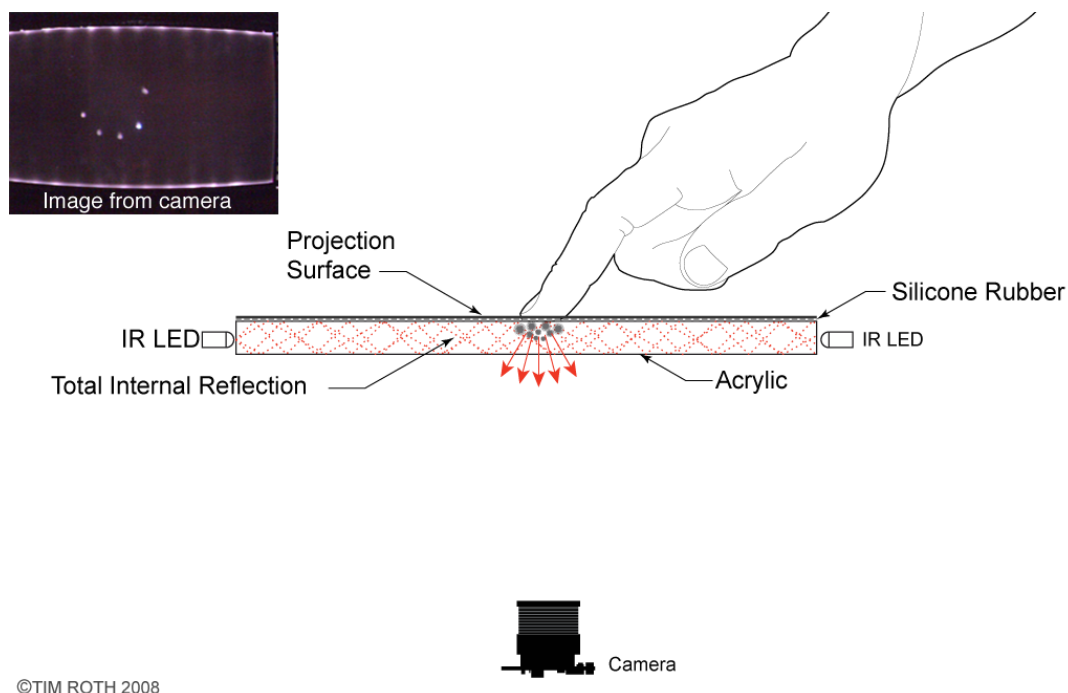 Image from camera
Projection
Surface
Silicone Rubber
IR LED
IR LED
Total Internal Reflection
Acrylic
Camera
©TIM ROTH 2008